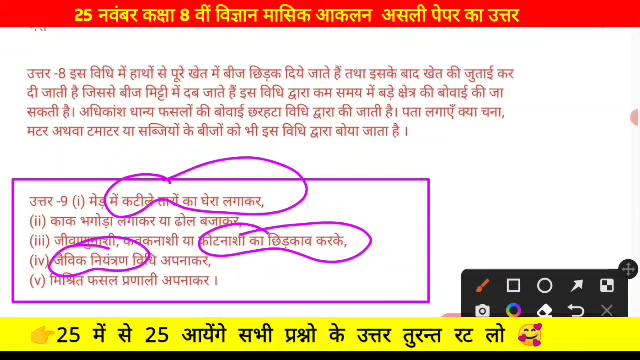 25 नवंबर कक्षा 8 वीं विज्ञान मासिक आकलन असली पेपर का उत्तर
उत्तर -8 इस विधि में हाथों से पूरे खेत में बीज छिड़क दिये जाते हैं तथा इसके बाद खेत की जुताई कर
दी जाती है जिससे बीज मिट्टी में दब जाते हैं इस विधि द्वारा कम समय में बड़े क्षेत्र की बोवाई की जा
सकती है। अधिकांश धान्य फसलों की बोवाई छरहटा विधि द्वारा की जाती है। पता लगाएँ क्या चना,
मटर अथवा टमाटर या सब्जियों के बीजों को भी इस विधि द्वारा बोया जाता है ।
उत्तर -9 (i) मेड़ में कटीले तारों का घेरा लगाकर,
(ii) काक भगोड़ा लगाकर या ढोल बजाकर,
(iii) जीवाणुनाशी, कवकनाशी या कीटनाशी का छिड़काव करके,
(iv) जैविक नियंत्रण विधि अपनाकर,
(v) मिश्रित फसल प्रणाली अपनाकर ।
👉25 में से 25 आयेंगे सभी प्रश्नो के उत्तर तुरन्त रट लो 🥰